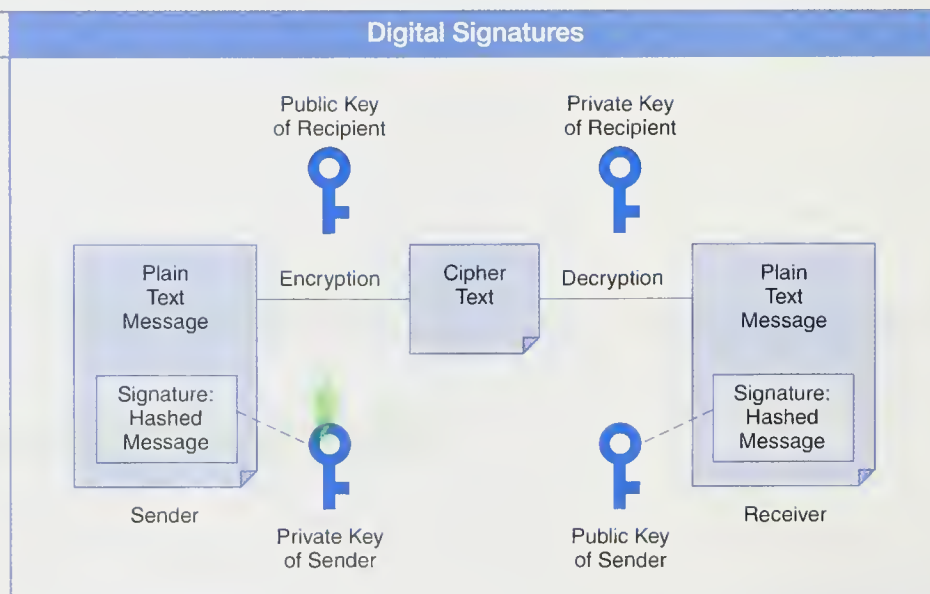 Digital Signatures
Public Key
of Recipient
Private Key
of Recipient
Plain
Text
Message
Encryption
Cipher
Text
Decryption
Plain
Text
Message
Signature:
Hashed
Message
Signature:
Hashed
Message
Sender
Private Key
of Sender
Public Key
of Sender
Receiver